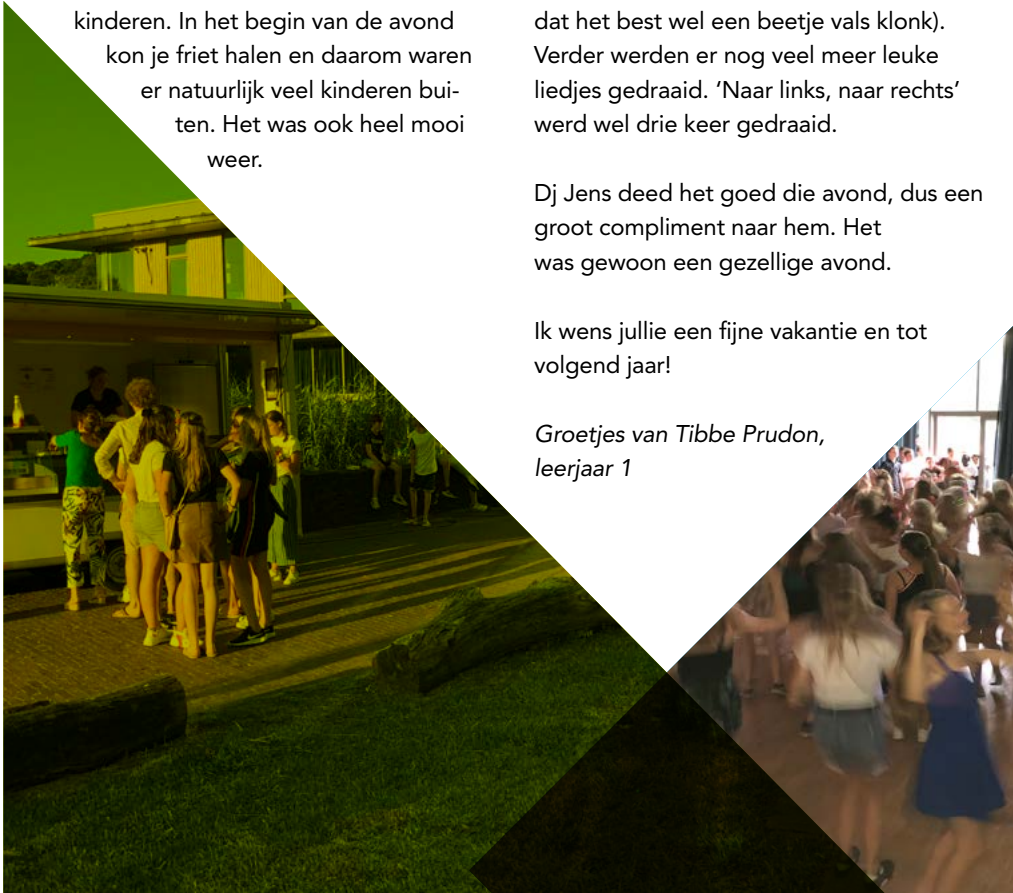 kinderen. In het begin van de avond
kon je friet halen en daarom waren
er natuurlijk veel kinderen bui-
ten. Het was ook heel mooi
weer.
dat het best wel een beetje vals klonk).
Verder werden er nog veel meer leuke
liedjes gedraaid. ‘Naar links, naar rechts’
werd wel drie keer gedraaid.
Dj Jens deed het goed die avond, dus een
groot compliment naar hem. Het
was gewoon een gezellige avond.
Ik wens jullie een fijne vakantie en tot
volgend jaar!
Groetjes van Tibbe Prudon,
leerjaar 1